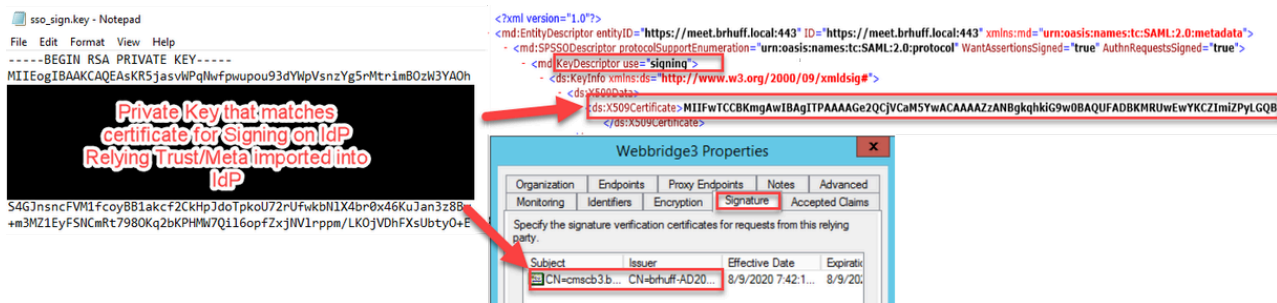 sso_sign.key - Notepad
File Edit Format View Help
-----BEGIN RSA PRIVATE KEY-----
MIIEogIBAAKCAQEAsKR5jasvWPqNwfpwupou93dYWpVsnzYg5rMtrimBOzW3YAOh
Private Key that matches
certificate for Signing on IdP
Relying Trust/Meta imported into
IdP
S4GJnsncFVM1fcoyBB1akcf2CkHpJdoTpkoU72rUfwkbNlX4br0x46KuJan3z8B
+m3MZ1EyFSNCmRt798OKq2bKPHMW7Qil6opfZxjNVlrppm/LKOjVDhFXsUbtyO+E
<?xml version="1.0"?>
<md:EntityDescriptor entityID="https://meet.brhuff.local:443" ID="https://meet.brhuff.local:443" xmlns:md="urn:oasis:names:tc:SAML:2.0:metadata">
- <md:SPSSODescriptor protocolSupportEnumeration="urn:oasis:names:tc:SAML:2.0:protocol" WantAssertionsSigned="true" AuthnRequestsSigned="true">
- <md:KeyDescriptor use="signing">
- <ds:KeyInfo xmlns:ds="http://www.w3.org/2000/09/xmldsig#">
- <ds:X509Data>
<ds:X509Certificate>MIIFwTCCBKmgAwIBAgITPAAAAGe2QCjVCaM5YwACAAAAZzANBgkqhkiG9w0BAQUFADBKMRUwEwYKCZImiZPyLGQB
</ds:X509Certificate>
Webbridge3 Properties
x
Organization Endpoints Proxy Endpoints Notes Advanced
Monitoring Identifiers Encryption Signature Accepted Claims
Specify the signature verification certificates for requests from this relying
party.
Subject Issuer Effective Date Expiratic
CN=cmscb3.b... CN=brhuff-AD20... 8/9/2020 7:42:1... 8/9/202